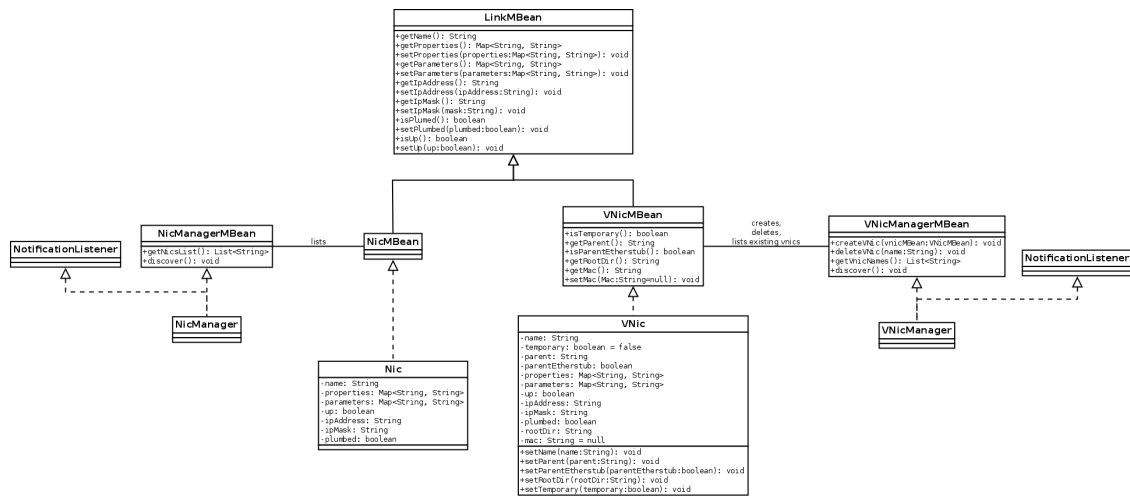 LinkMBean
+getName(): String
+getProperties(): Map<String, String>
+setProperties(properties:Map<String, String>): void
+getParameters(): Map<String, String>
+setParameters(parameters:Map<String, String>): void
+getIpAddress(): String
+setIpAddress(ipAddress:String): void
+getIpMask(): String
+setIpMask(mask:String): void
+isPlumed(): boolean
+setPlumbed(plumbed:boolean): void
+isUp(): boolean
+setUp(up:boolean): void
NotificationListener
NicManagerMBean
+getNicsList(): List<String>
+discover(): void
lists
NicMBean
VNicMBean
+isTemporary(): boolean
+getParent(): String
+isParentEtherstub(): boolean
+getRootDir(): String
+getMac(): String
+setMac(Mac:String=null): void
creates,
deletes,
lists existing vnics
VNicManagerMBean
+createVNic(vnicMBean:VNicMBean): void
+deleteVNic(name:String): void
+getVnicNames(): List<String>
+discover(): void
NotificationListener
NicManager
VNicManager
Nic
-name: String
-properties: Map<String, String>
-parameters: Map<String, String>
-up: boolean
-ipAddress: String
-ipMask: String
-plumbed: boolean
VNic
-name: String
-temporary: boolean = false
-parent: String
-parentEtherstub: boolean
-properties: Map<String, String>
-parameters: Map<String, String>
-up: boolean
-ipAddress: String
-ipMask: String
-plumbed: boolean
-rootDir: String
-mac: String = null
+setName(name:String): void
+setParent(parent:String): void
+setParentEtherstub(parentEtherstub:boolean): void
+setRootDir(rootDir:String): void
+setTemporary(temporary:boolean): void